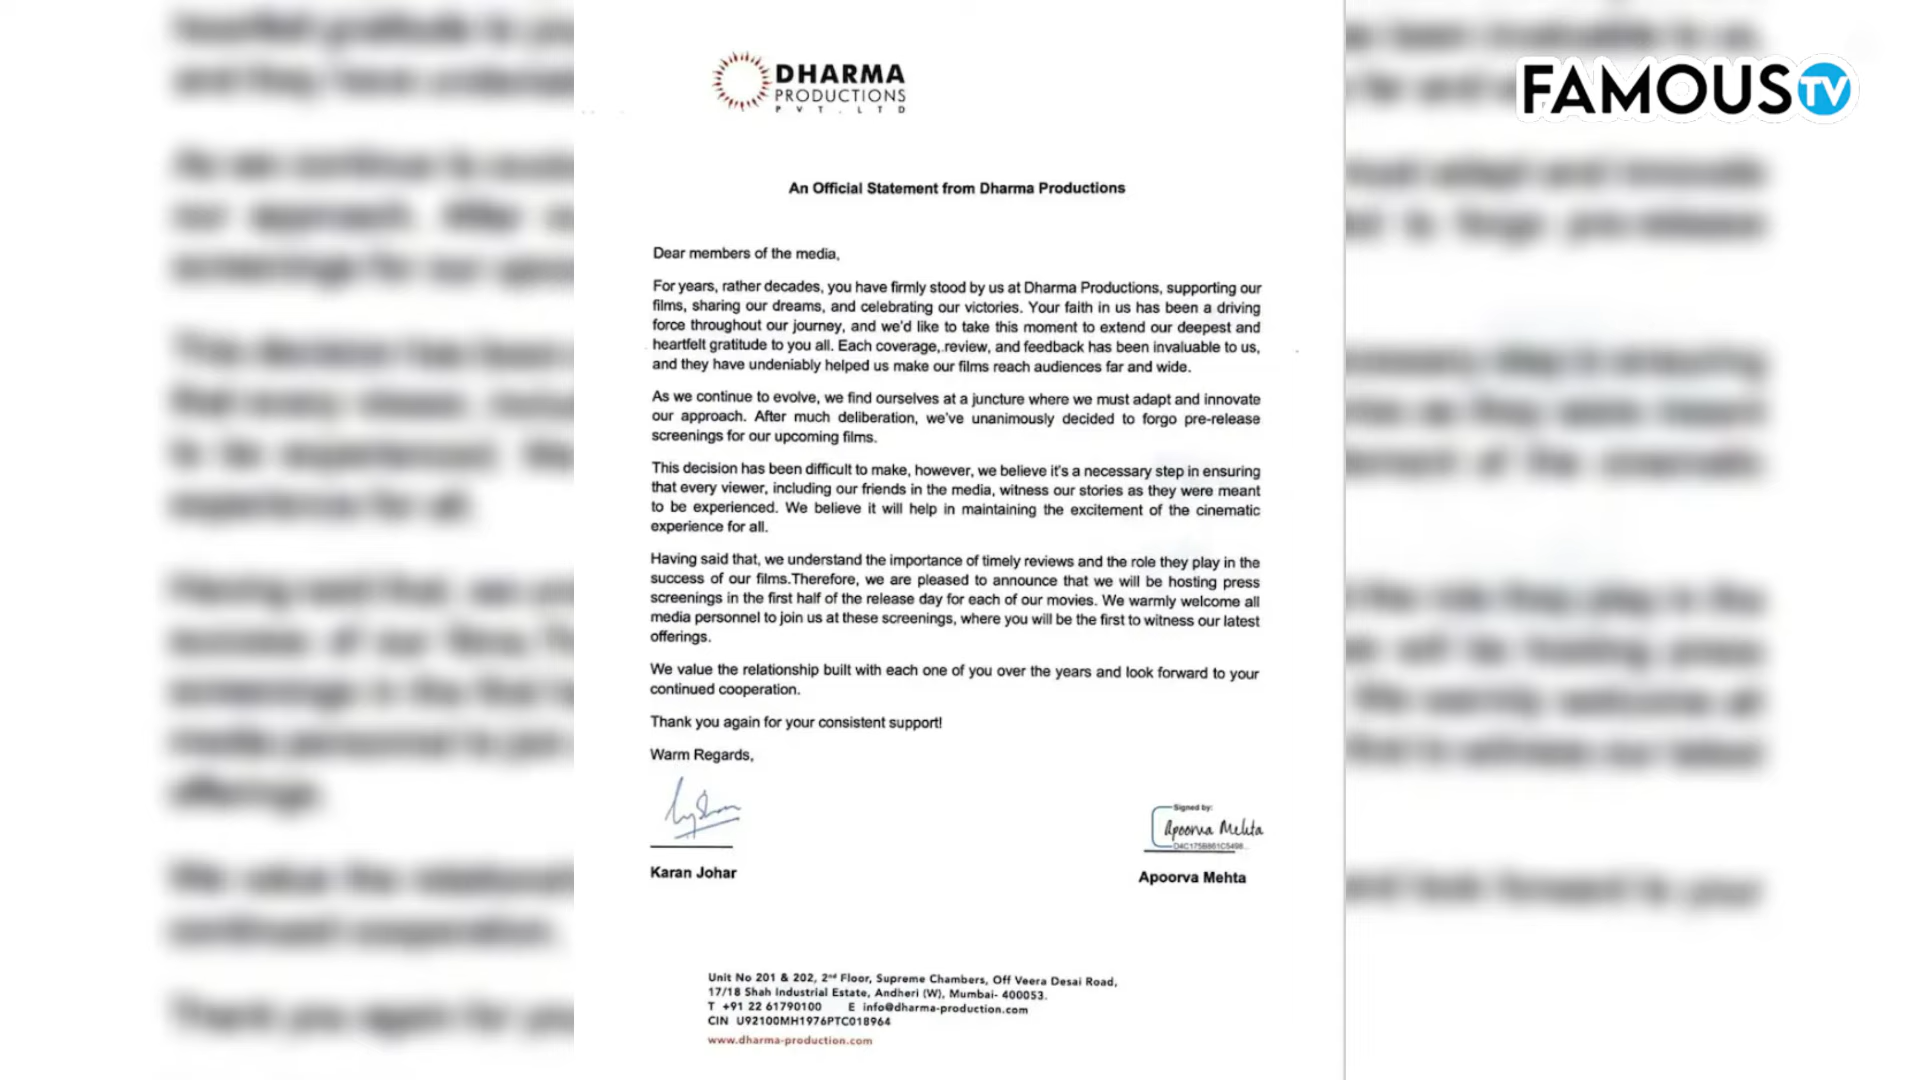 DHARMA
PRODUCTIONS
PVT. LTD
FAMOUS TV
An Official Statement from Dharma Productions
Dear members of the media,
For years, rather decades, you have firmly stood by us at Dharma Productions, supporting our
films, sharing our dreams, and celebrating our victories. Your faith in us has been a driving
force throughout our journey, and we'd like to take this moment to extend our deepest and
heartfelt gratitude to you all. Each coverage, review, and feedback has been invaluable to us,
and they have undeniably helped us make our films reach audiences far and wide.
As we continue to evolve, we find ourselves at a juncture where we must adapt and innovate
our approach. After much deliberation, we've unanimously decided to forgo pre-release
screenings for our upcoming films.
This decision has been difficult to make, however, we believe it's a necessary step in ensuring
that every viewer, including our friends in the media, witness our stories as they were meant
to be experienced. We believe it will help in maintaining the excitement of the cinematic
experience for all.
Having said that, we understand the importance of timely reviews and the role they play in the
success of our films.Therefore, we are pleased to announce that we will be hosting press
screenings in the first half of the release day for each of our movies. We warmly welcome all
media personnel to join us at these screenings, where you will be the first to witness our latest
offerings.
We value the relationship built with each one of you over the years and look forward to your
continued cooperation.
Thank you again for your consistent support!
Warm Regards,
Signed by:
Apoorva Mehta
Karan Johar
Apoorva Mehta
Unit No 201 & 202, 2nd Floor, Supreme Chambers, Off Veera Desai Road,
17/18 Shah Industrial Estate, Andheri (W), Mumbai- 400053.
T +91 22 61790100 E info@dharma-production.com
CIN U92100MH1976PTC018964
www.dharma-production.com